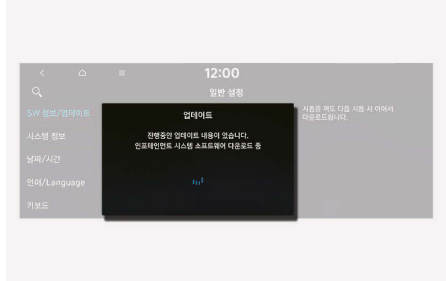 12:00
일반 설정
SW 정보/업데이트
시스템 정보
날짜/시간
언어/Language
키보드
업데이트
진행중인 업데이트 내용이 있습니다.
인포테인먼트 시스템 소프트웨어 다운로드 중
시동을 꺼도 다음 시동 시 이어서
다운로드됩니다.